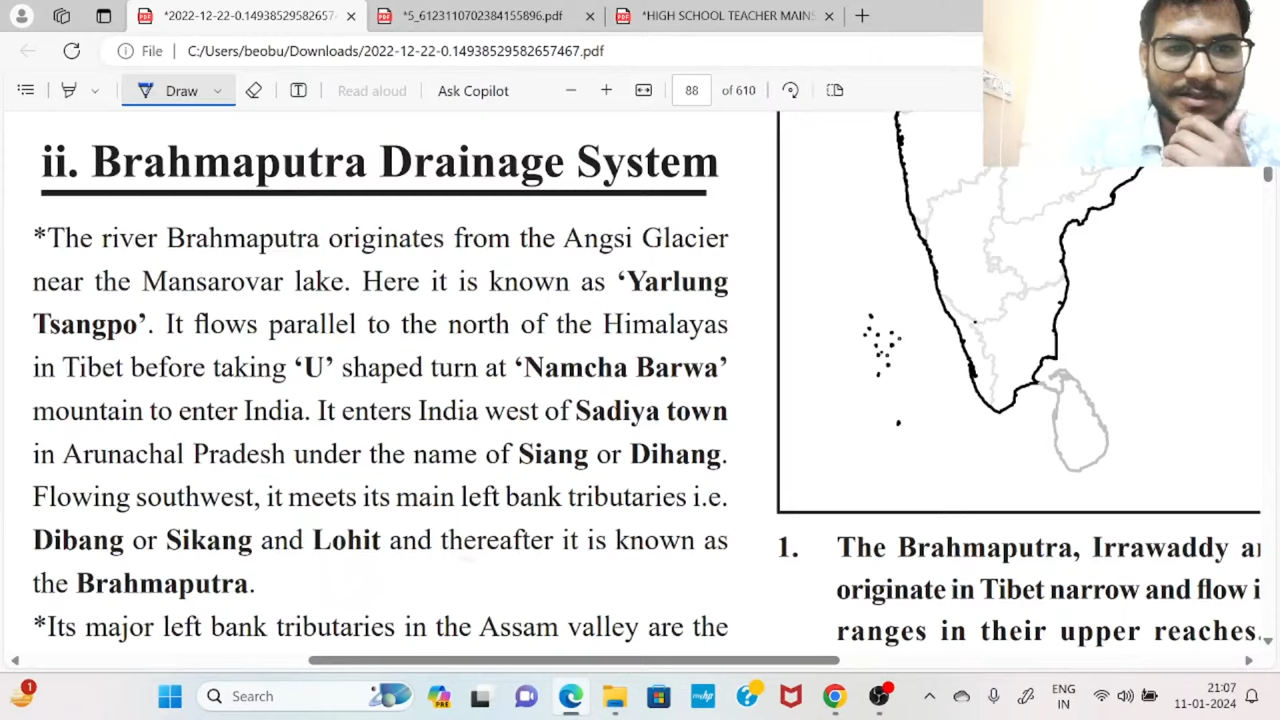 *2022-12-22-0.14938529582657
*5_6123110702384155896.pdf
*HIGH SCHOOL TEACHER MAINS
File
C:/Users/beobu/Downloads/2022-12-22-0.14938529582657467.pdf
Draw
Read aloud
Ask Copilot
88
of 610
ii. Brahmaputra Drainage System
*The river Brahmaputra originates from the Angsi Glacier
near the Mansarovar lake. Here it is known as ‘Yarlung
Tsangpo’. It flows parallel to the north of the Himalayas
in Tibet before taking ‘U’ shaped turn at ‘Namcha Barwa’
mountain to enter India. It enters India west of Sadiya town
in Arunachal Pradesh under the name of Siang or Dihang.
Flowing southwest, it meets its main left bank tributaries i.e.
Dibang or Sikang and Lohit and thereafter it is known as
the Brahmaputra.
*Its major left bank tributaries in the Assam valley are the
1. The Brahmaputra, Irrawaddy a
originate in Tibet narrow and flow i
ranges in their upper reaches.
1
Search
PRE
ENG
IN
21:07
11-01-2024